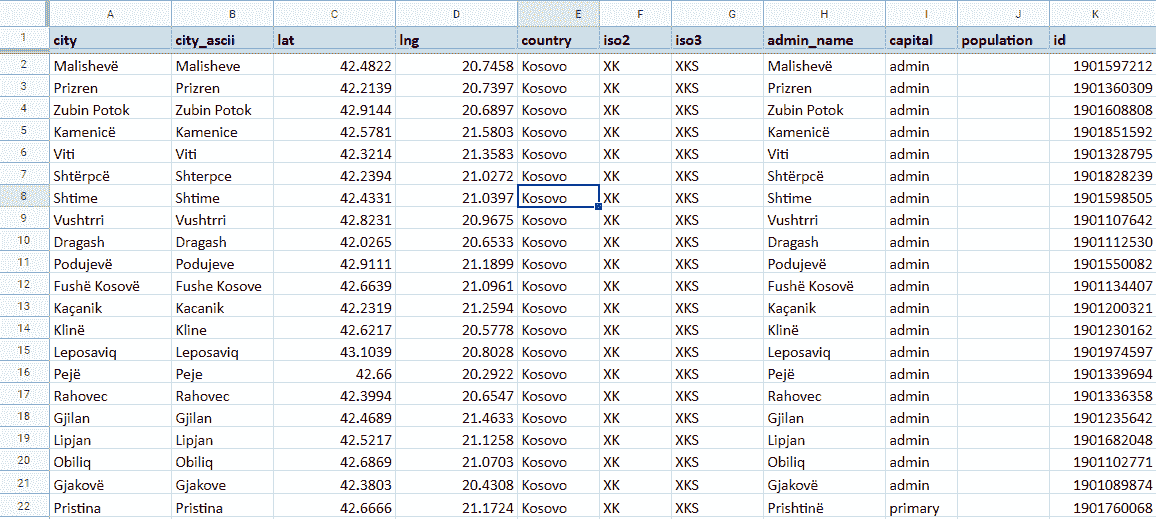 A B C D E F G H I J K
1 city city_ascii lat lng country iso2 iso3 admin_name capital population id
2 Malishevë Malisheve 42.4822 20.7458 Kosovo XK XKS Malishevë admin 1901597212
3 Prizren Prizren 42.2139 20.7397 Kosovo XK XKS Prizren admin 1901360309
4 Zubin Potok Zubin Potok 42.9144 20.6897 Kosovo XK XKS Zubin Potok admin 1901608808
5 Kamenicë Kamenice 42.5781 21.5803 Kosovo XK XKS Kamenicë admin 1901851592
6 Viti Viti 42.3214 21.3583 Kosovo XK XKS Viti admin 1901328795
7 Shtërpcë Shterpce 42.2394 21.0272 Kosovo XK XKS Shtërpcë admin 1901828239
8 Shtime Shtime 42.4331 21.0397 Kosovo XK XKS Shtime admin 1901598505
9 Vushtrri Vushtrri 42.8231 20.9675 Kosovo XK XKS Vushtrri admin 1901107642
10 Dragash Dragash 42.0265 20.6533 Kosovo XK XKS Dragash admin 1901112530
11 Podujevë Podujeve 42.9111 21.1899 Kosovo XK XKS Podujevë admin 1901550082
12 Fushë Kosovë Fushe Kosove 42.6639 21.0961 Kosovo XK XKS Fushë Kosovë admin 1901134407
13 Kaçanik Kacanik 42.2319 21.2594 Kosovo XK XKS Kaçanik admin 1901200321
14 Klinë Kline 42.6217 20.5778 Kosovo XK XKS Klinë admin 1901230162
15 Leposaviq Leposaviq 43.1039 20.8028 Kosovo XK XKS Leposaviq admin 1901974597
16 Pejë Peje 42.66 20.2922 Kosovo XK XKS Pejë admin 1901339694
17 Rahovec Rahovec 42.3994 20.6547 Kosovo XK XKS Rahovec admin 1901336358
18 Gjilan Gjilan 42.4689 21.4633 Kosovo XK XKS Gjilan admin 1901235642
19 Lipjan Lipjan 42.5217 21.1258 Kosovo XK XKS Lipjan admin 1901682048
20 Obiliq Obiliq 42.6869 21.0703 Kosovo XK XKS Obiliq admin 1901102771
21 Gjakovë Gjakove 42.3803 20.4308 Kosovo XK XKS Gjakovë admin 1901089874
22 Pristina Pristina 42.6666 21.1724 Kosovo XK XKS Prishtinë primary 1901760068